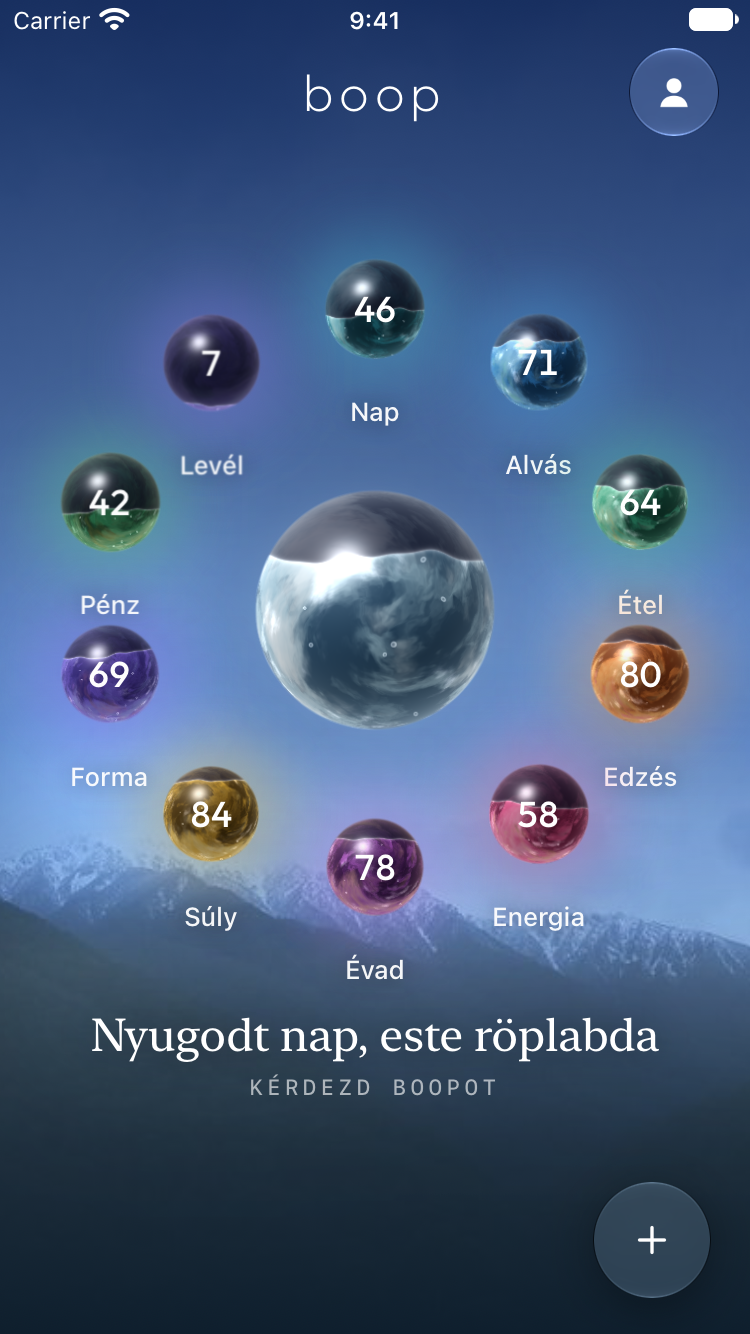 Carrier 9:41
boop
46
7
71
Nap
Levél
Alvás
42
64
Pénz
Étel
69
80
Forma
Edzés
84
58
78
Súly
Energia
Évad
Nyugodt nap, este röplabda
KÉRDEZD BOOPOT